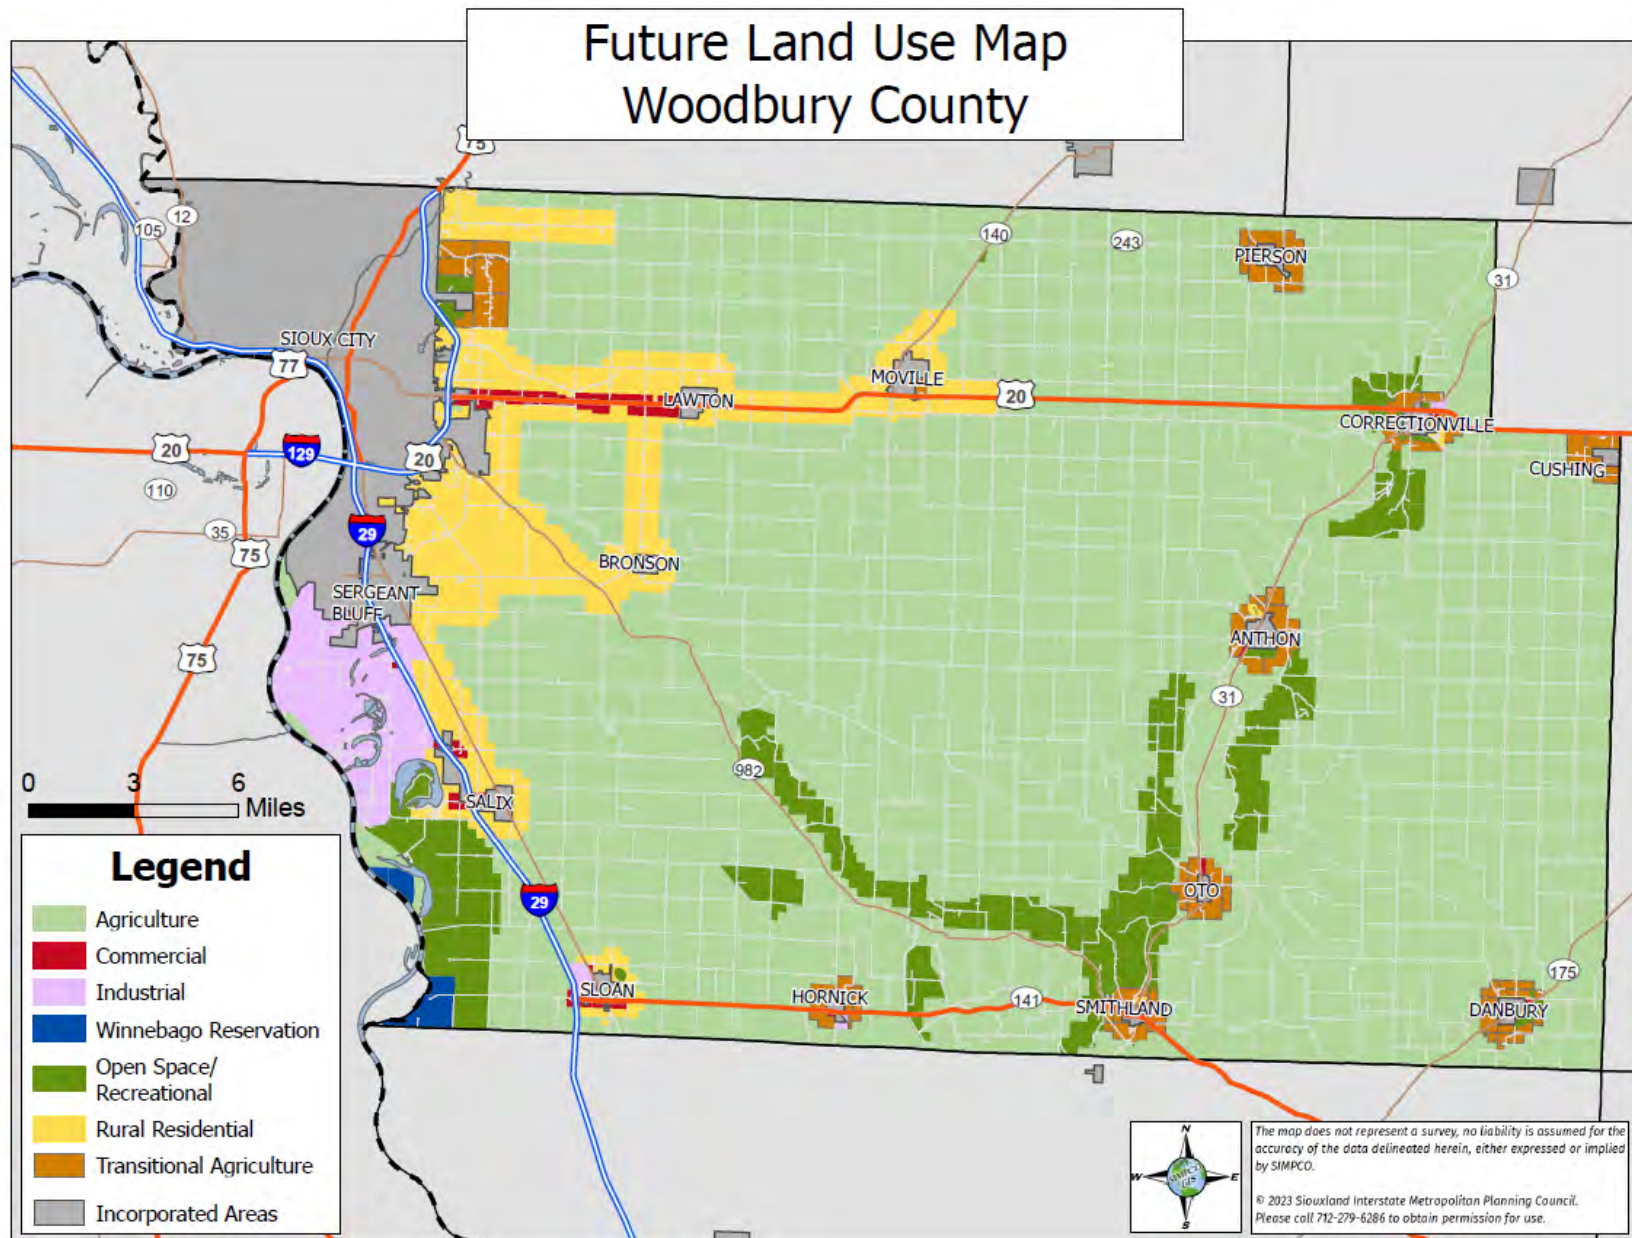 Future Land Use Map
Woodbury County
75
105
12
140
243
PIERSON
31
SIOUX CITY
77
MOVILLE
LAWTON
20
CORRECTIONVILLE
20
129
20
CUSHING
110
29
35
75
BRONSON
SERGEANT
BLUFF
ANTHON
75
31
982
0 3 6
Miles
SALIX
OTO
29
175
SLOAN
HORNICK
141
SMITHLAND
DANBURY
Legend
Agriculture
Commercial
Industrial
Winnebago Reservation
Open Space/
Recreational
Rural Residential
Transitional Agriculture
Incorporated Areas
N
W E
SIMPCO
GIS
S
The map does not represent a survey, no liability is assumed for the
accuracy of the data delineated herein, either expressed or implied
by SIMPCO.
© 2023 Siouxland Interstate Metropolitan Planning Council.
Please call 712-279-6286 to obtain permission for use.